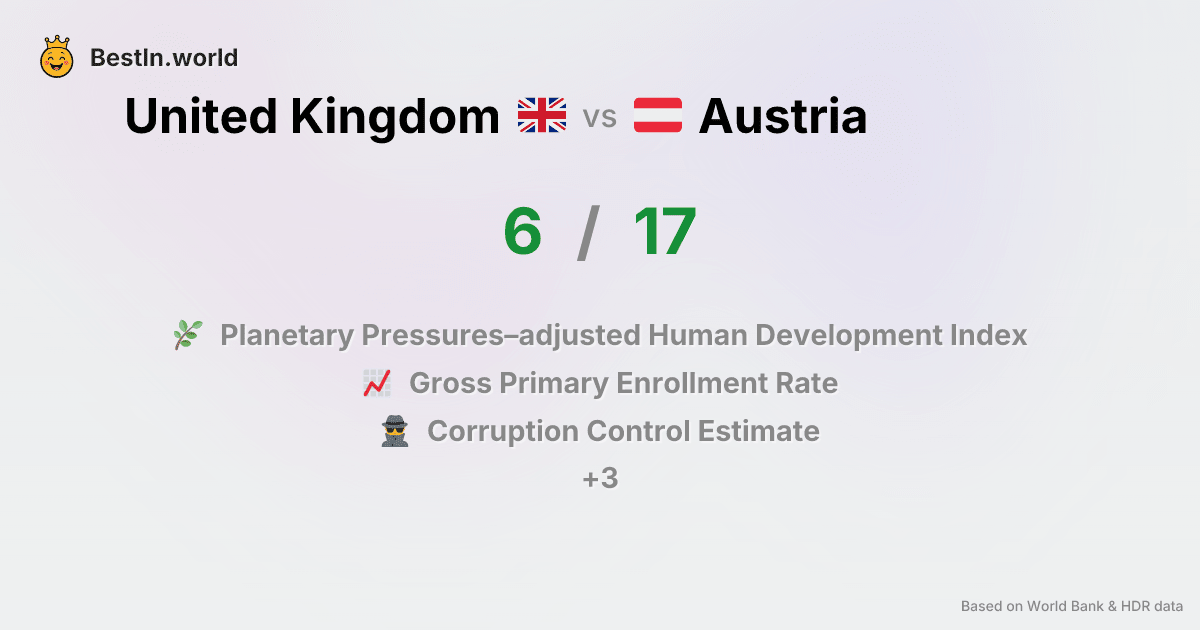 BestIn.world
United Kingdom vs Austria
6 / 17
Planetary Pressures–adjusted Human Development Index
Gross Primary Enrollment Rate
Corruption Control Estimate
+3
Based on World Bank & HDR data